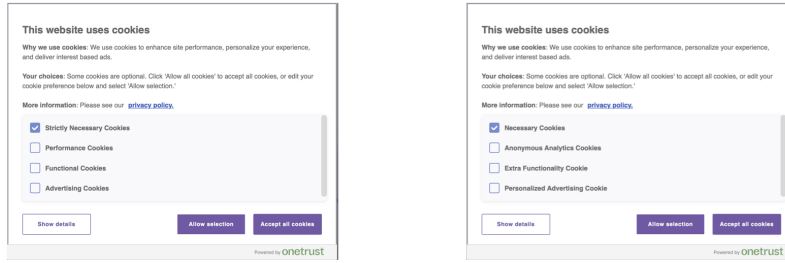 This website uses cookies
Why we use cookies: We use cookies to enhance site performance, personalize your experience,
and deliver interest based ads.
Your choices: Some cookies are optional. Click 'Allow all cookies' to accept all cookies, or edit your
cookie preference below and select 'Allow selection.'
More information: Please see our privacy policy.
Strictly Necessary Cookies
Performance Cookies
Functional Cookies
Advertising Cookies
Show details
Allow selection
Accept all cookies
Powered by onetrust
This website uses cookies
Why we use cookies: We use cookies to enhance site performance, personalize your experience,
and deliver interest based ads.
Your choices: Some cookies are optional. Click 'Allow all cookies' to accept all cookies, or edit your
cookie preference below and select 'Allow selection.'
More information: Please see our privacy policy.
Necessary Cookies
Anonymous Analytics Cookies
Extra Functionality Cookie
Personalized Advertising Cookie
Show details
Allow selection
Accept all cookies
Powered by onetrust